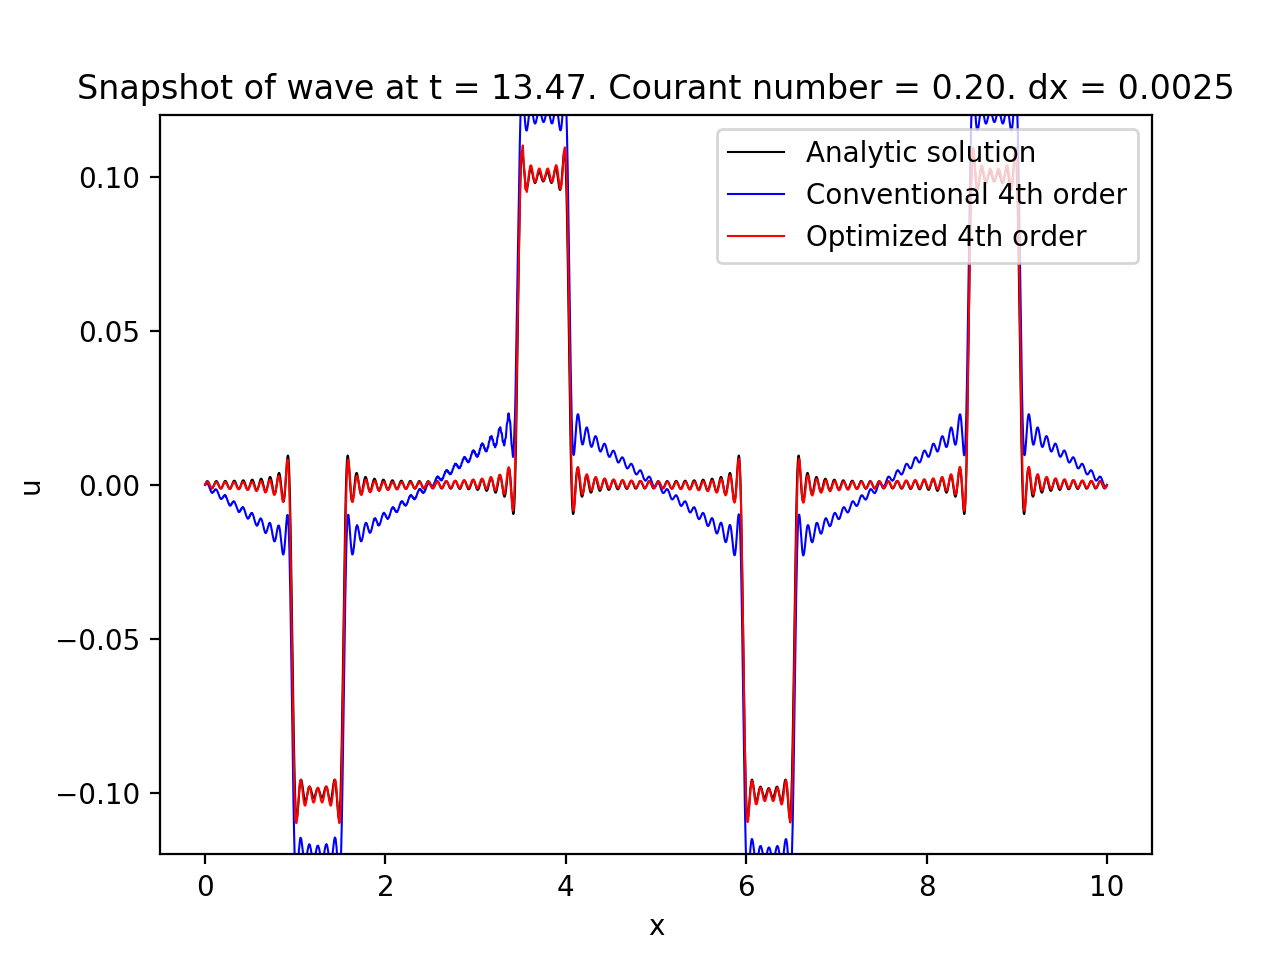 Snapshot of wave at t = 13.47. Courant number = 0.20. dx = 0.0025
Analytic solution
Conventional 4th order
Optimized 4th order
0.10
0.05
0.00
−0.05
−0.10
u
0 2 4 6 8 10
x